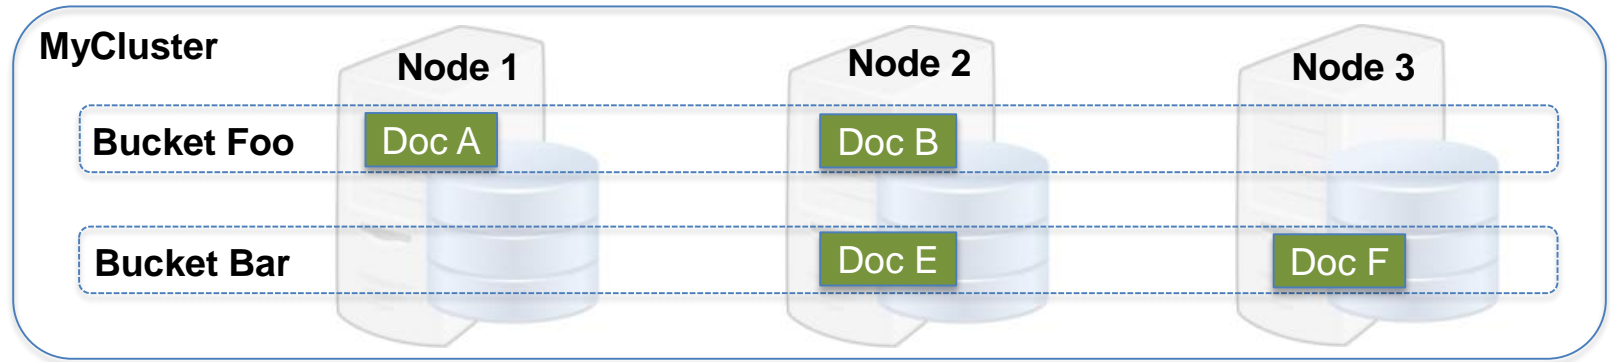 MyCluster
Node 1
Node 2
Node 3
Bucket Foo
Doc A
Doc B
Bucket Bar
Doc E
Doc F